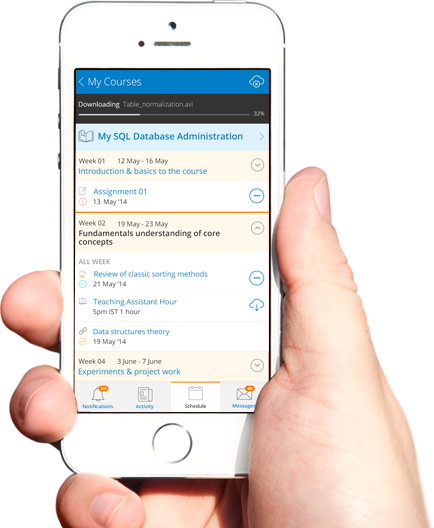 My Courses
Downloading Table_normalization.avi
32%
My SQL Database Administration
Week 01 12 May - 16 May
Introduction & basics to the course
Assignment 01
13 May '14
Week 02 19 May - 23 May
Fundamentals understanding of core
concepts
ALL WEEK
Review of classic sorting methods
21 May '14
Teaching Assistant Hour
5pm IST 1 hour
Data structures theory
19 May '14
Week 04 3 June - 7 June
Experiments & project work
Notifications Activity Schedule Messages